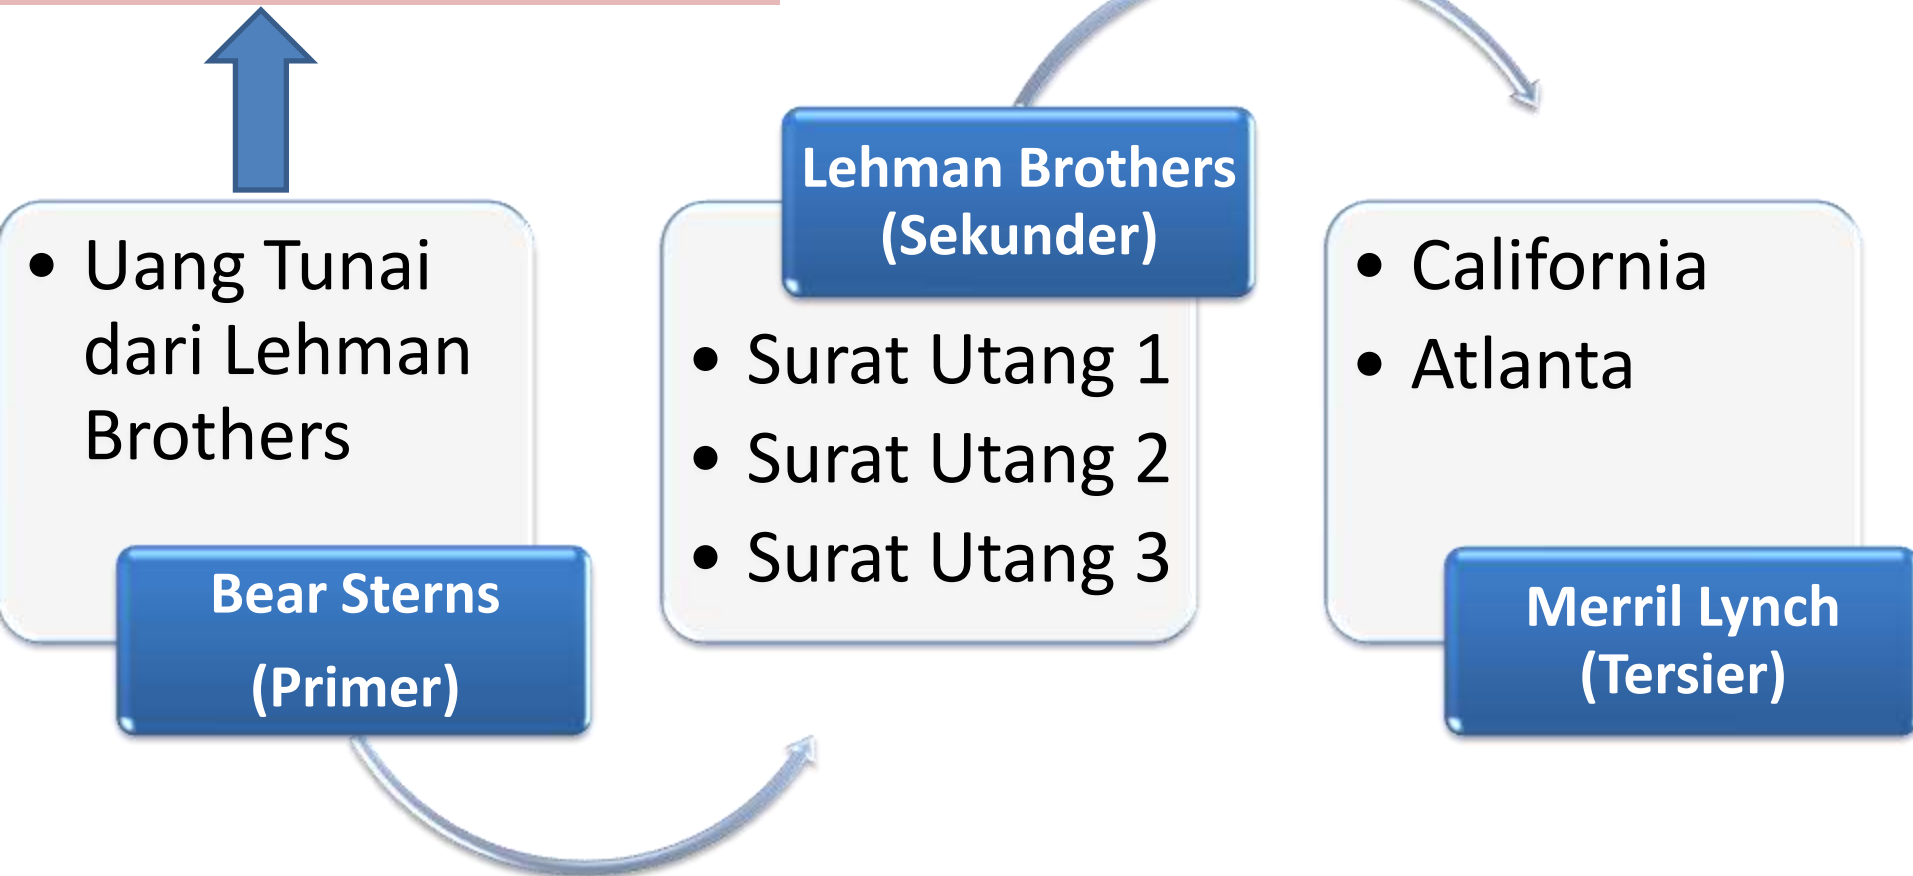 • Uang Tunai
dari Lehman
Brothers
Bear Sterns
(Primer)
Lehman Brothers
(Sekunder)
• Surat Utang 1
• Surat Utang 2
• Surat Utang 3
• California
• Atlanta
Merril Lynch
(Tersier)